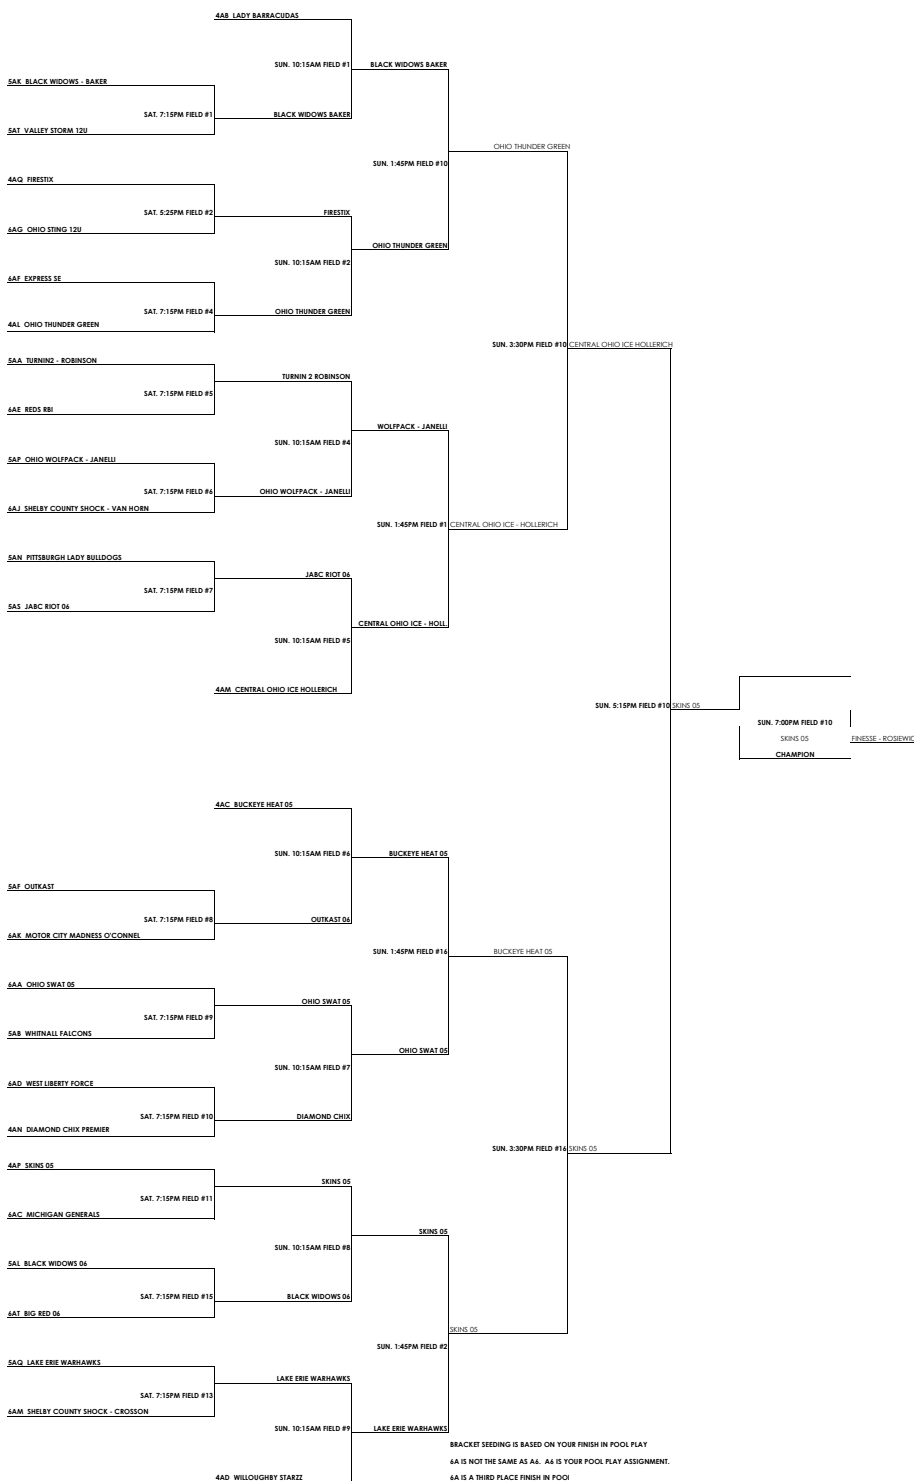 4AB LADY BARRACUDAS
SUN. 10:15AM FIELD #1
BLACK WIDOWS BAKER
5AK BLACK WIDOWS - BAKER
SAT. 7:15PM FIELD #1
BLACK WIDOWS BAKER
5AT VALLEY STORM 12U
OHIO THUNDER GREEN
SUN. 1:45PM FIELD #10
4AQ FIRESTIX
SAT. 5:25PM FIELD #2
FIRESTIX
6AG OHIO STING 12U
OHIO THUNDER GREEN
SUN. 10:15AM FIELD #2
6AF EXPRESS SE
SAT. 7:15PM FIELD #4
OHIO THUNDER GREEN
4AL OHIO THUNDER GREEN
SUN. 3:30PM FIELD #10
CENTRAL OHIO ICE HOLLERICH
5AA TURNIN2 - ROBINSON
TURNIN 2 ROBINSON
SAT. 7:15PM FIELD #5
6AE REDS RBI
WOLFPACK - JANELLI
SUN. 10:15AM FIELD #4
5AP OHIO WOLFPACK - JANELLI
SAT. 7:15PM FIELD #6
OHIO WOLFPACK - JANELLI
6AJ SHELBY COUNTY SHOCK - VAN HORN
SUN. 1:45PM FIELD #1
CENTRAL OHIO ICE - HOLLERICH
5AN PITTSBURGH LADY BULLDOGS
JABC RIOT 06
SAT. 7:15PM FIELD #7
5AS JABC RIOT 06
CENTRAL OHIO ICE - HOLL.
SUN. 10:15AM FIELD #5
4AM CENTRAL OHIO ICE HOLLERICH
SUN. 5:15PM FIELD #10
SKINS 05
SUN. 7:00PM FIELD #10
SKINS 05
FINESSE - ROSIEWIC
CHAMPION
4AC BUCKEYE HEAT 05
SUN. 10:15AM FIELD #6
BUCKEYE HEAT 05
5AF OUTKAST
SAT. 7:15PM FIELD #8
OUTKAST 06
6AK MOTOR CITY MADNESS O'CONNEL
SUN. 1:45PM FIELD #16
BUCKEYE HEAT 05
6AA OHIO SWAT 05
OHIO SWAT 05
SAT. 7:15PM FIELD #9
5AB WHITNALL FALCONS
OHIO SWAT 05
SUN. 10:15AM FIELD #7
6AD WEST LIBERTY FORCE
SAT. 7:15PM FIELD #10
DIAMOND CHIX
4AN DIAMOND CHIX PREMIER
SUN. 3:30PM FIELD #16
SKINS 05
4AP SKINS 05
SKINS 05
SAT. 7:15PM FIELD #11
6AC MICHIGAN GENERALS
SKINS 05
SUN. 10:15AM FIELD #8
5AL BLACK WIDOWS 06
SAT. 7:15PM FIELD #15
BLACK WIDOWS 06
6AT BIG RED 06
SKINS 05
SUN. 1:45PM FIELD #2
5AQ LAKE ERIE WARHAWKS
LAKE ERIE WARHAWKS
SAT. 7:15PM FIELD #13
6AM SHELBY COUNTY SHOCK - CROSSON
SUN. 10:15AM FIELD #9
LAKE ERIE WARHAWKS
BRACKET SEEDING IS BASED ON YOUR FINISH IN POOL PLAY
6A IS NOT THE SAME AS A6. A6 IS YOUR POOL PLAY ASSIGNMENT.
4AD WILLOUGHBY STARZZ
6A IS A THIRD PLACE FINISH IN POOL